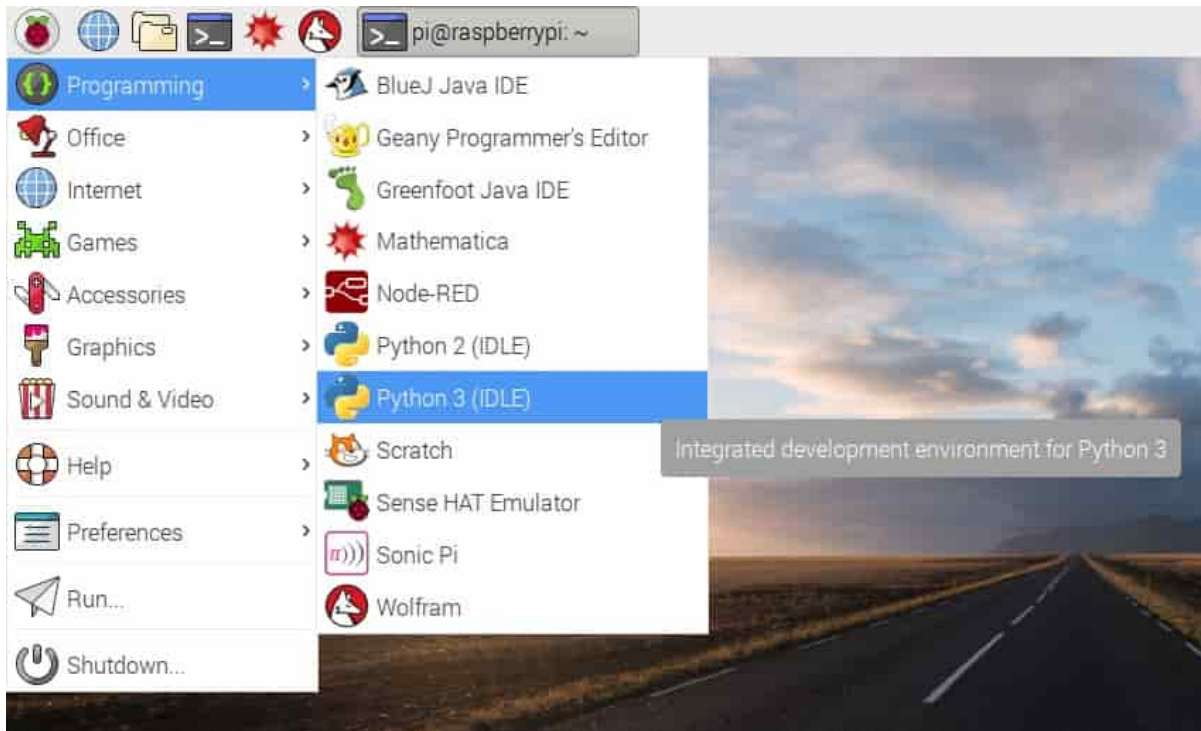 pi@raspberrypi: ~
Programming
Office
Internet
Games
Accessories
Graphics
Sound & Video
Help
Preferences
Run...
Shutdown...
BlueJ Java IDE
Geany Programmer's Editor
Greenfoot Java IDE
Mathematica
Node-RED
Python 2 (IDLE)
Python 3 (IDLE)
Integrated development environment for Python 3
Scratch
Sense HAT Emulator
Sonic Pi
Wolfram